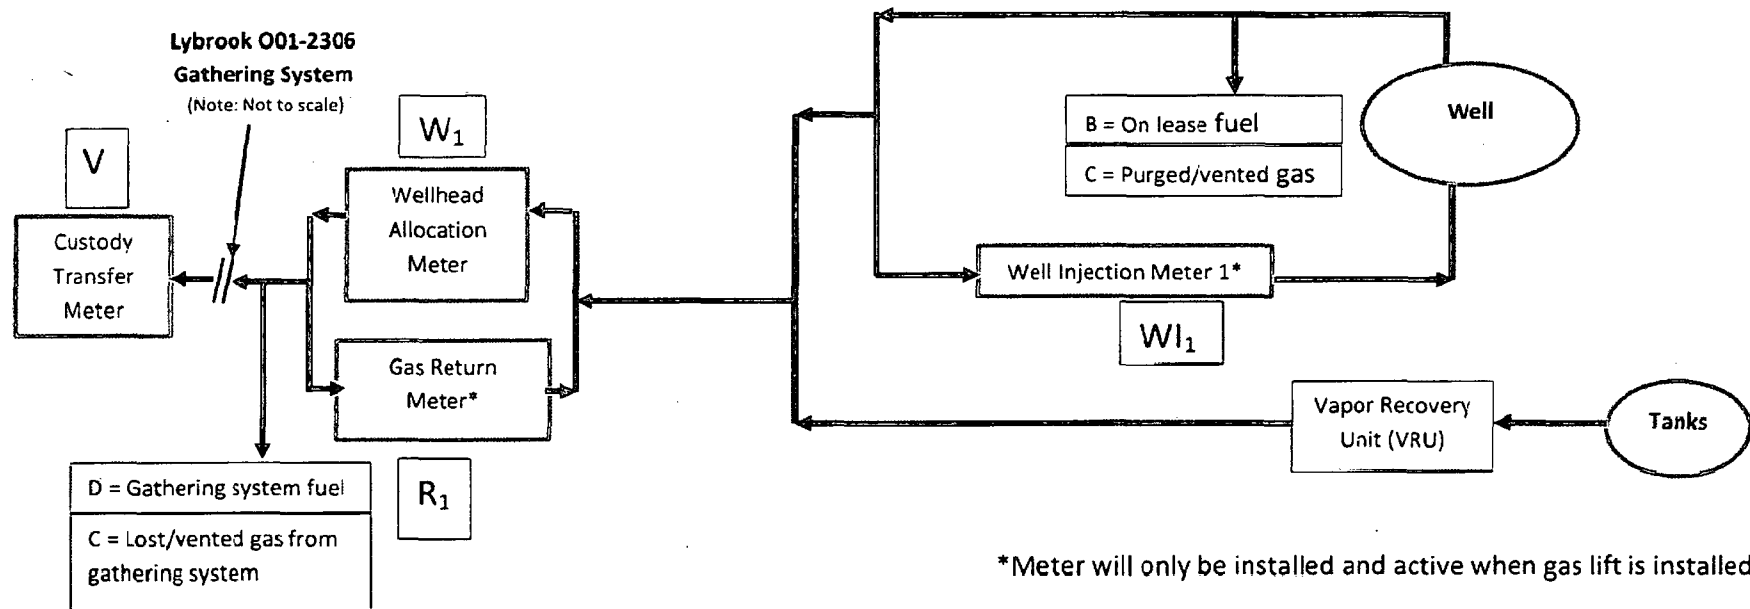 Lybrook O01-2306
Gathering System
(Note: Not to scale)
V
Custody
Transfer
Meter
W₁
Wellhead
Allocation
Meter
Gas Return
Meter*
R₁
D = Gathering system fuel
C = Lost/vented gas from
gathering system
B = On lease fuel
C = Purged/vented gas
Well
Well Injection Meter 1*
WI₁
Vapor Recovery
Unit (VRU)
Tanks
*Meter will only be installed and active when gas lift is installed